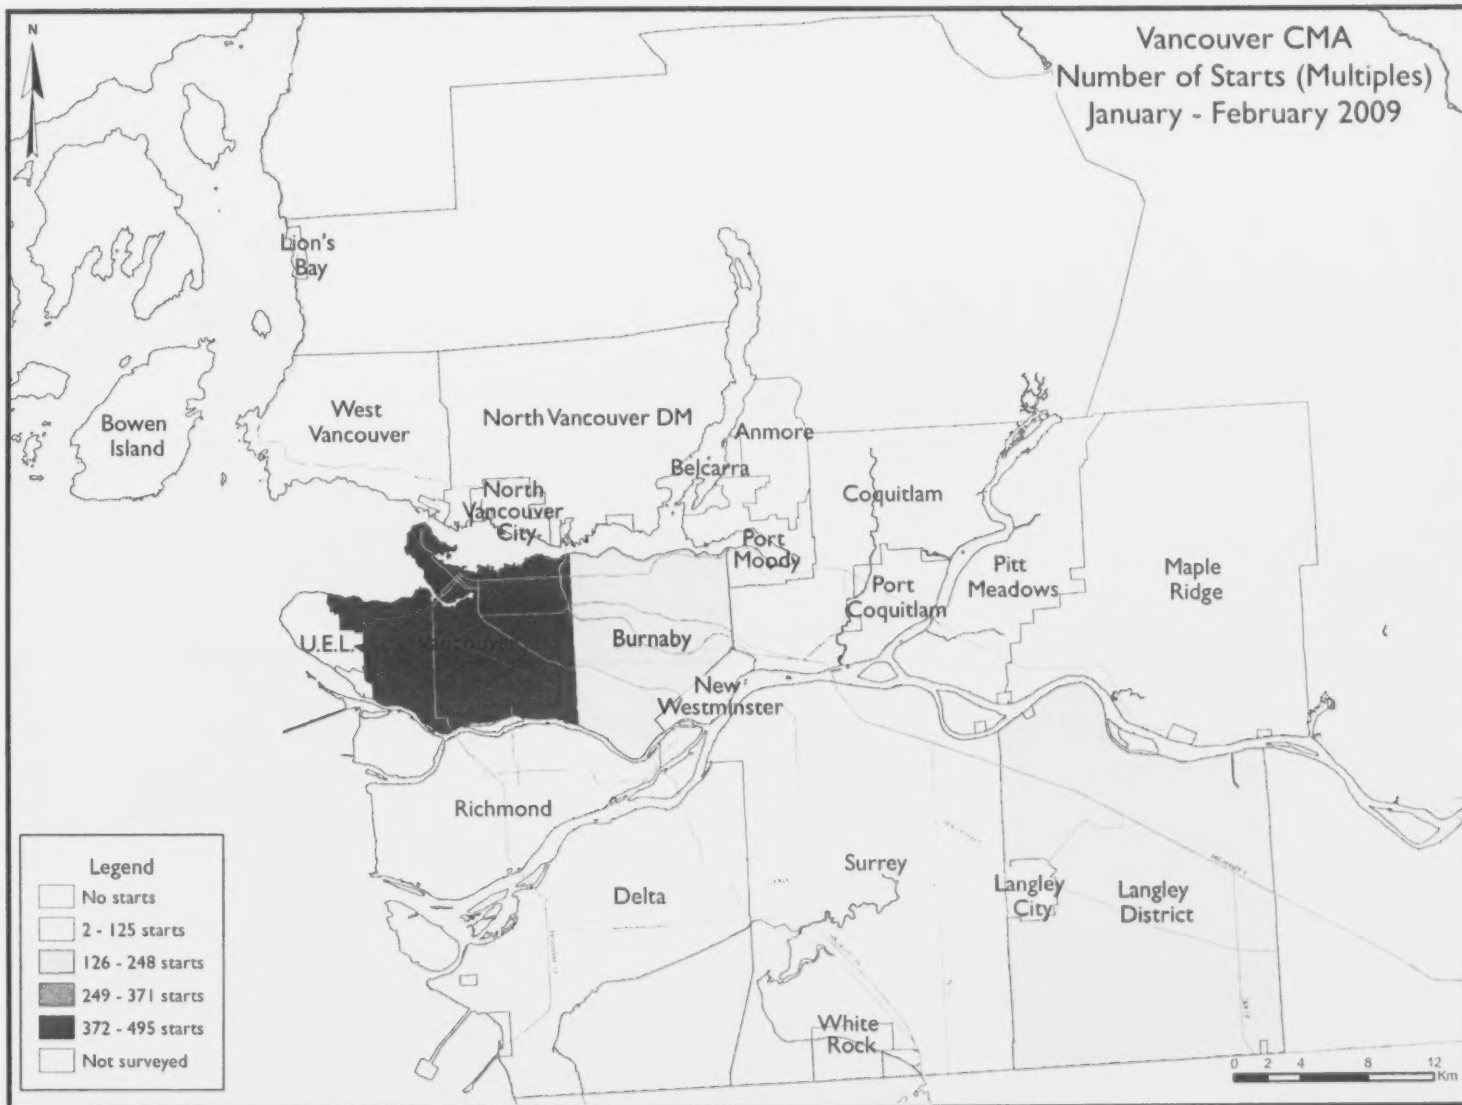 N
Vancouver CMA
Number of Starts (Multiples)
January - February 2009
Lion's
Bay
Bowen
Island
West
Vancouver
North Vancouver DM
Anmore
Belcarra
North
Vancouver
City
Coquitlam
Port
Moody
Port
Coquitlam
Pitt
Meadows
Maple
Ridge
U.E.L.
Vancouver
Burnaby
New
Westminster
Richmond
Delta
Surrey
Langley
City
Langley
District
White
Rock
Legend
No starts
2 - 125 starts
126 - 248 starts
249 - 371 starts
372 - 495 starts
Not surveyed
0 2 4 8 12
Km